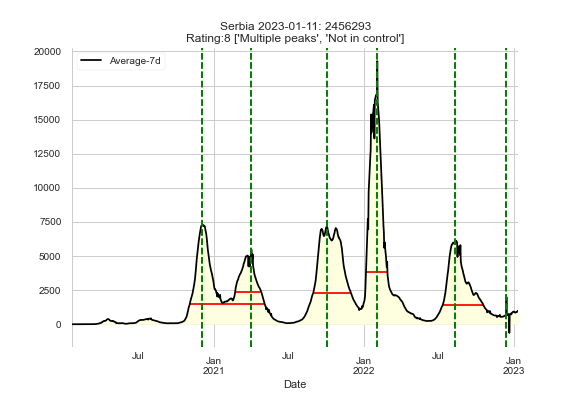 Serbia 2023-01-11: 2456293
Rating:8 ['Multiple peaks', 'Not in control']
Average-7d
20000
17500
15000
12500
10000
7500
5000
2500
0
Jul
Jan
2021
Jul
Jan
2022
Jul
Jan
2023
Date